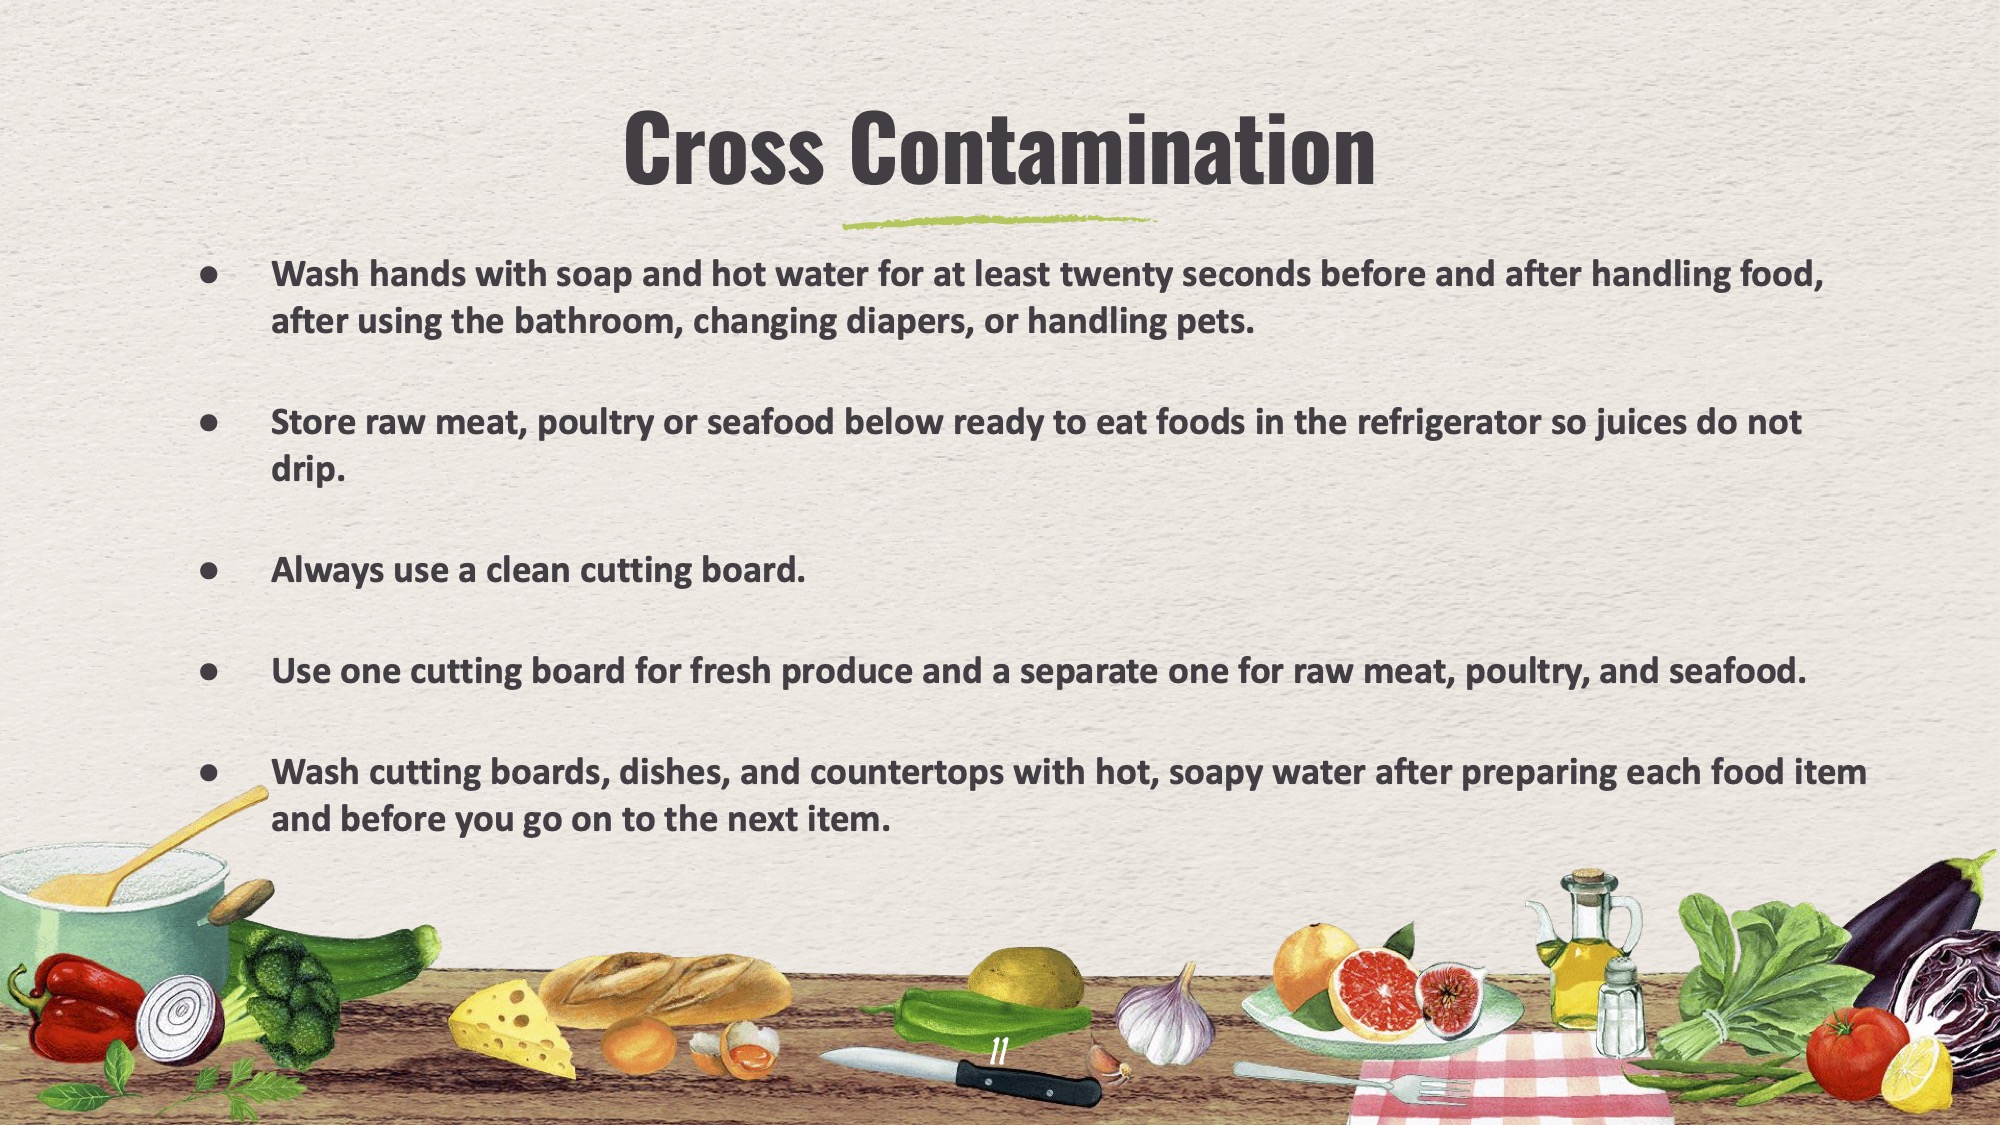 Cross Contamination
● Wash hands with soap and hot water for at least twenty seconds before and after handling food,
after using the bathroom, changing diapers, or handling pets.
● Store raw meat, poultry or seafood below ready to eat foods in the refrigerator so juices do not
drip.
● Always use a clean cutting board.
● Use one cutting board for fresh produce and a separate one for raw meat, poultry, and seafood.
● Wash cutting boards, dishes, and countertops with hot, soapy water after preparing each food item
and before you go on to the next item.
11